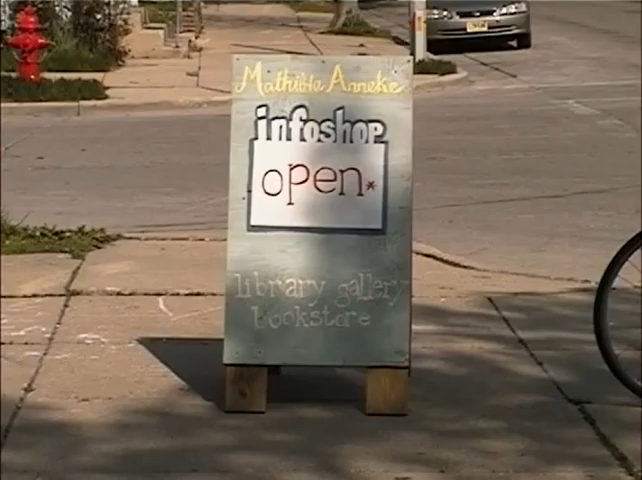 Mathilde Anneke
infoshop
open*
library gallery
bookstore